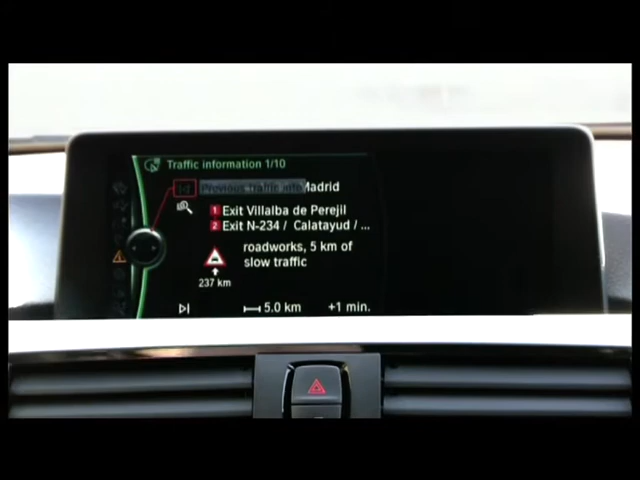 Traffic information 1/10
Previous traffic info Madrid
1 Exit Villalba de Perejil
2 Exit N-234 / Calatayud / ...
roadworks, 5 km of
slow traffic
237 km
5.0 km +1 min.